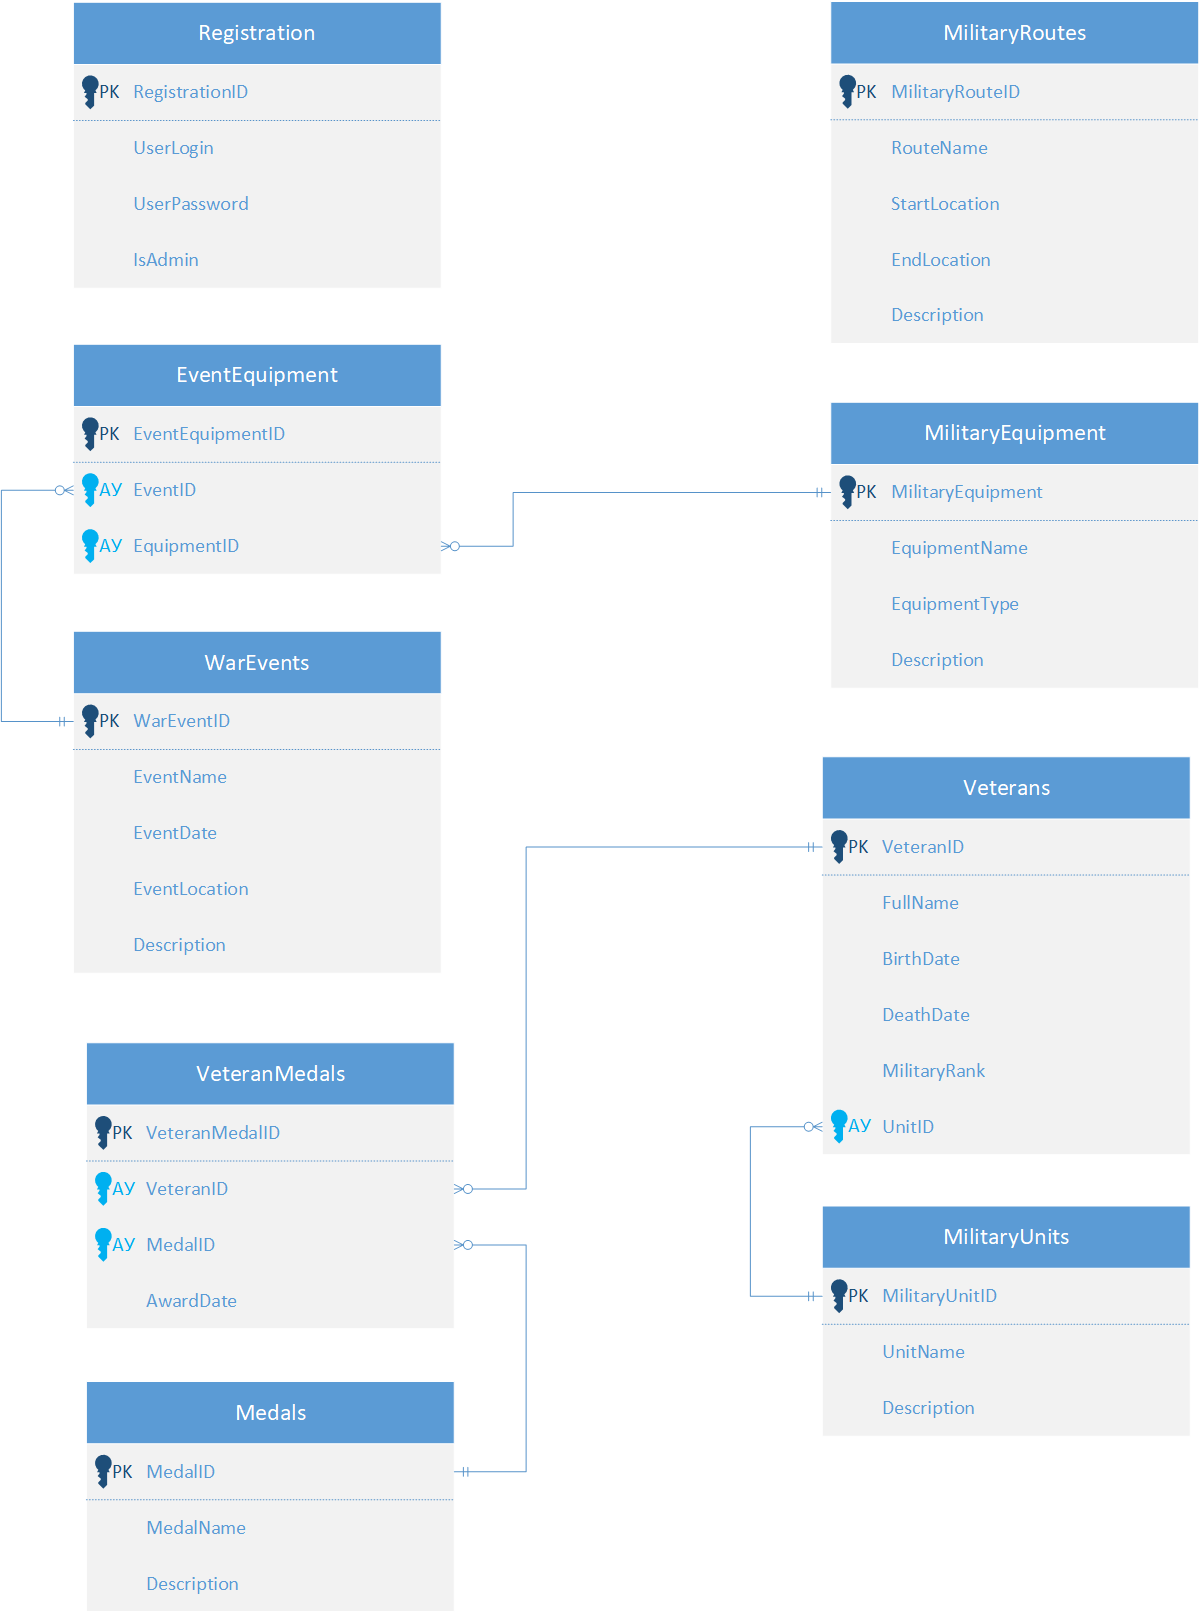 Registration
PK RegistrationID
UserLogin
UserPassword
IsAdmin
MilitaryRoutes
PK MilitaryRouteID
RouteName
StartLocation
EndLocation
Description
EventEquipment
PK EventEquipmentID
АУ EventID
АУ EquipmentID
MilitaryEquipment
PK MilitaryEquipment
EquipmentName
EquipmentType
Description
WarEvents
PK WarEventID
EventName
EventDate
EventLocation
Description
Veterans
PK VeteranID
FullName
BirthDate
DeathDate
MilitaryRank
АУ UnitID
VeteranMedals
PK VeteranMedalID
АУ VeteranID
АУ MedalID
AwardDate
MilitaryUnits
PK MilitaryUnitID
UnitName
Description
Medals
PK MedalID
MedalName
Description